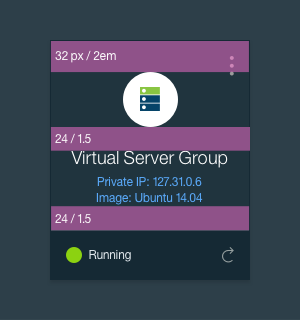 32 px / 2em
24 / 1.5
Virtual Server Group
Private IP: 127.31.0.6
Image: Ubuntu 14.04
24 / 1.5
Running